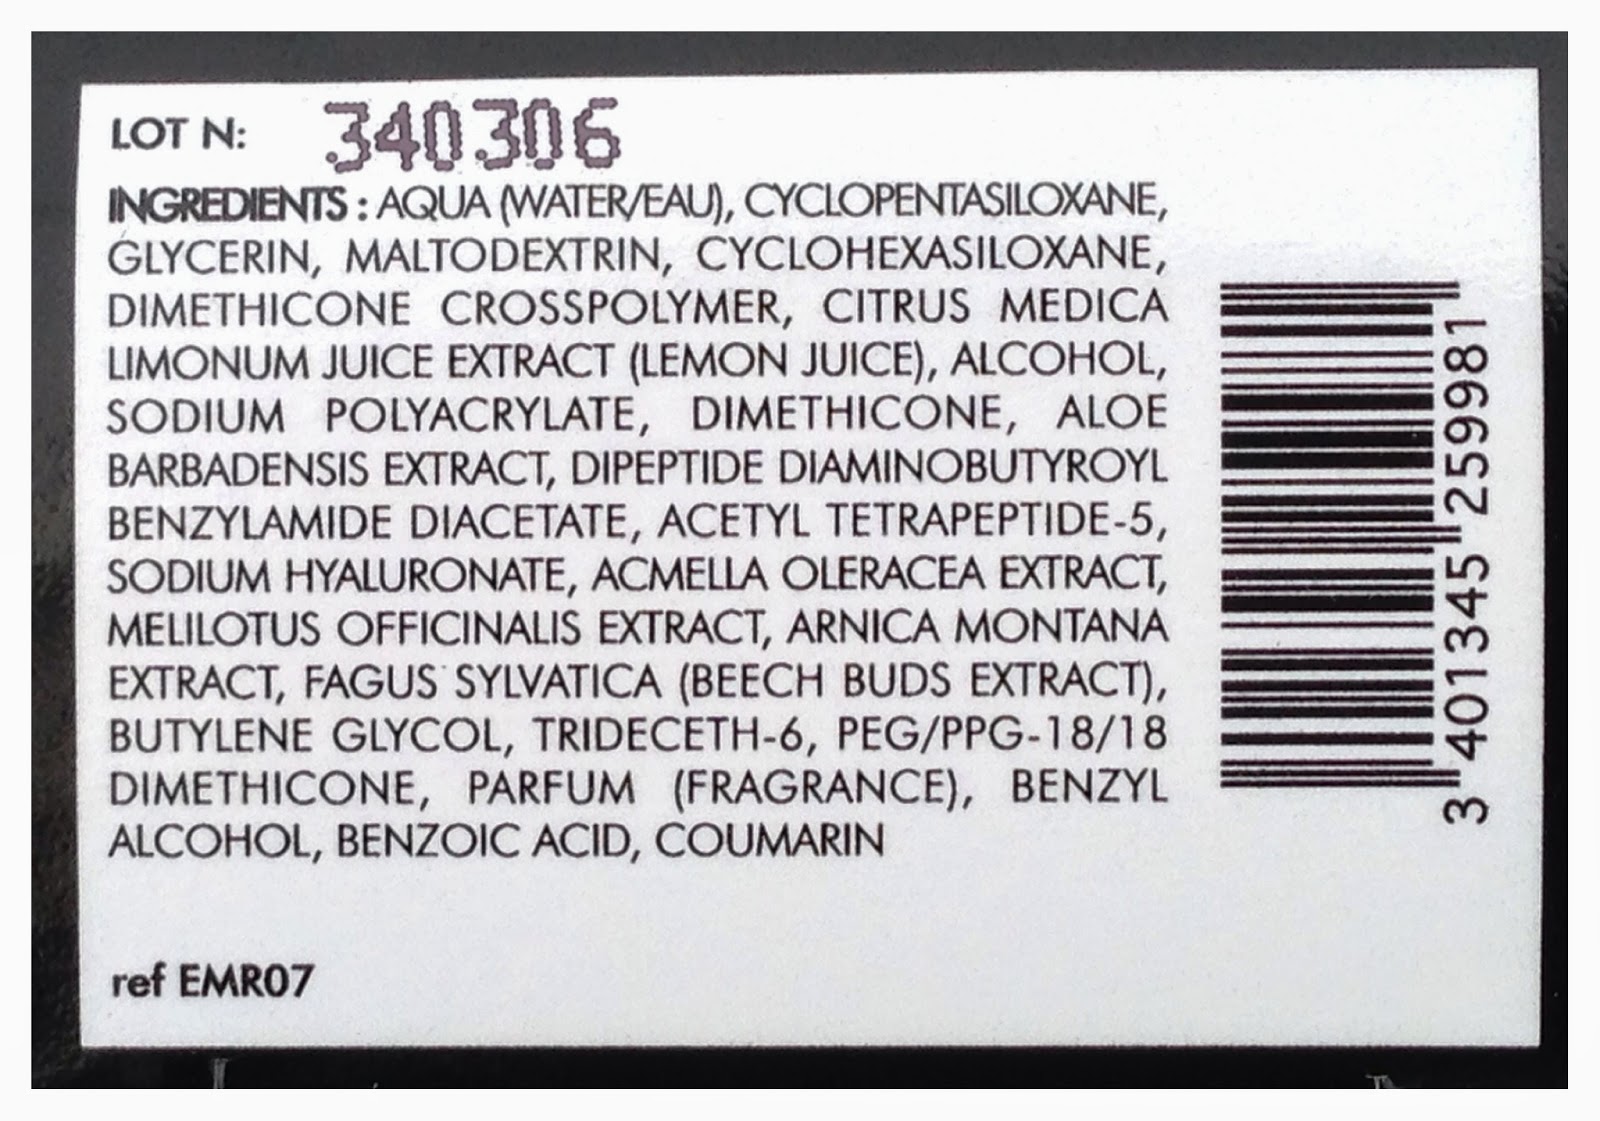 LOT N: 340306
INGREDIENTS : AQUA (WATER/EAU), CYCLOPENTASILOXANE,
GLYCERIN, MALTODEXTRIN, CYCLOHEXASILOXANE,
DIMETHICONE CROSSPOLYMER, CITRUS MEDICA
LIMONUM JUICE EXTRACT (LEMON JUICE), ALCOHOL,
SODIUM POLYACRYLATE, DIMETHICONE, ALOE
BARBADENSIS EXTRACT, DIPEPTIDE DIAMINOBUTYROYL
BENZYLAMIDE DIACETATE, ACETYL TETRAPEPTIDE-5,
SODIUM HYALURONATE, ACMELLA OLERACEA EXTRACT,
MELILOTUS OFFICINALIS EXTRACT, ARNICA MONTANA
EXTRACT, FAGUS SYLVATICA (BEECH BUDS EXTRACT),
BUTYLENE GLYCOL, TRIDECETH-6, PEG/PPG-18/18
DIMETHICONE, PARFUM (FRAGRANCE), BENZYL
ALCOHOL, BENZOIC ACID, COUMARIN
ref EMR07
3 401345 259981